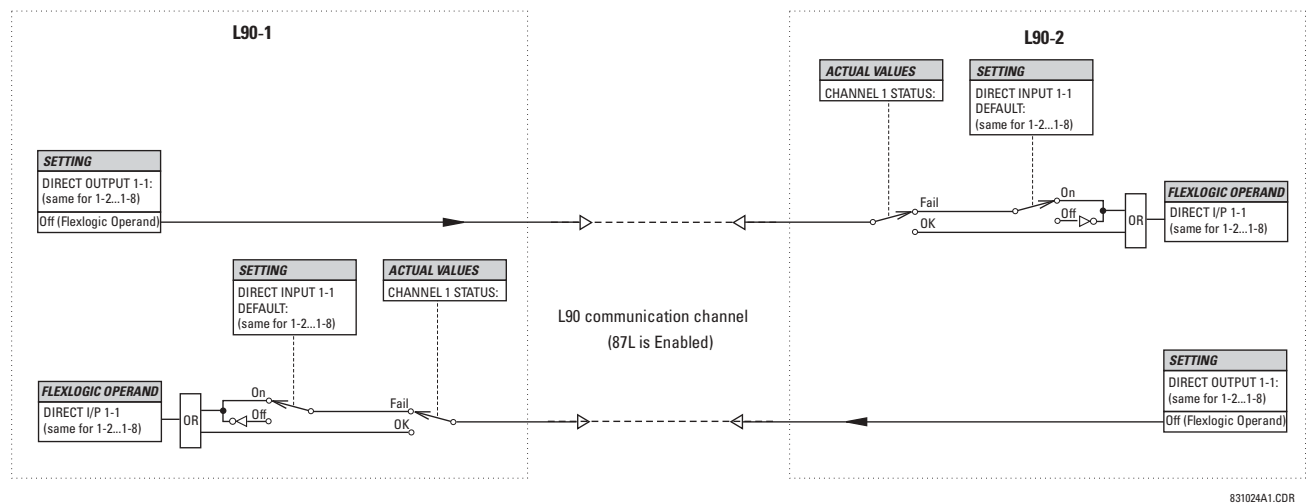 L90-1
L90-2
ACTUAL VALUES
CHANNEL 1 STATUS:
SETTING
DIRECT INPUT 1-1
DEFAULT:
(same for 1-2...1-8)
SETTING
DIRECT OUTPUT 1-1:
(same for 1-2...1-8)
Off (Flexlogic Operand)
Fail
OK
On
Off
OR
FLEXLOGIC OPERAND
DIRECT I/P 1-1
(same for 1-2...1-8)
SETTING
DIRECT INPUT 1-1
DEFAULT:
(same for 1-2...1-8)
ACTUAL VALUES
CHANNEL 1 STATUS:
L90 communication channel
(87L is Enabled)
FLEXLOGIC OPERAND
DIRECT I/P 1-1
(same for 1-2...1-8)
OR
On
Off
Fail
OK
SETTING
DIRECT OUTPUT 1-1:
(same for 1-2...1-8)
Off (Flexlogic Operand)
831024A1.CDR